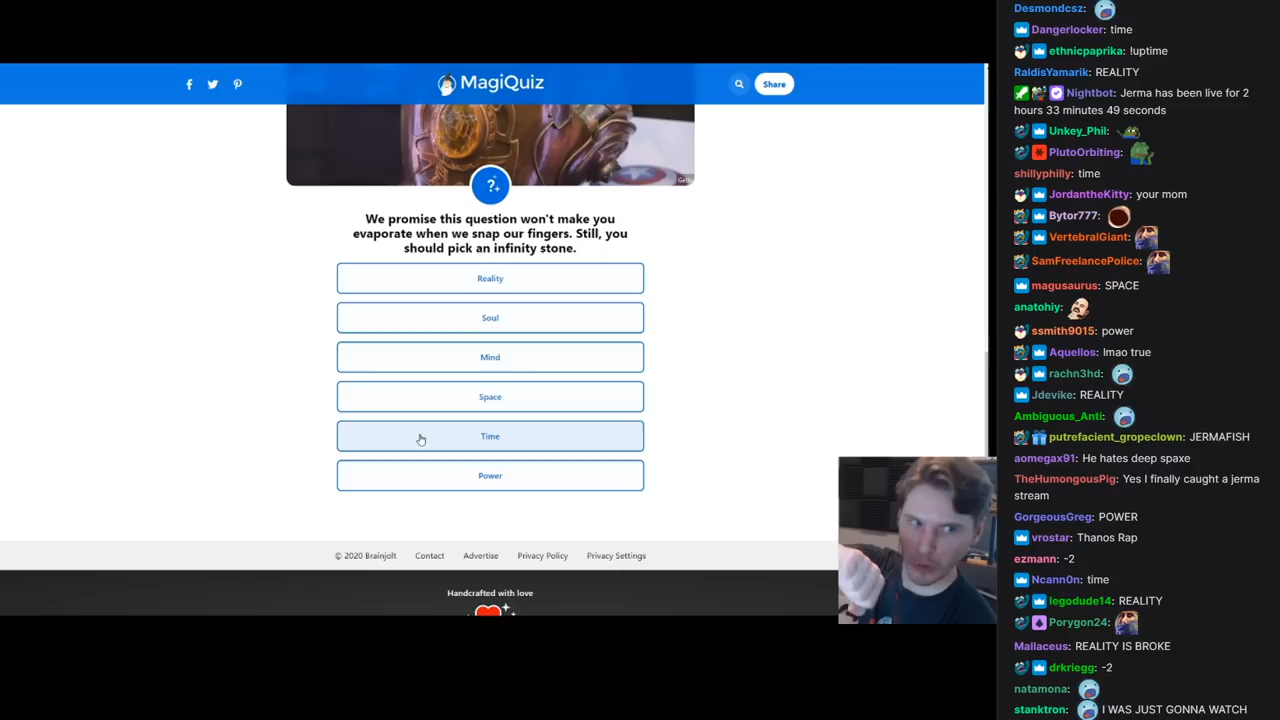 MagiQuiz
Share
Getty
We promise this question won't make you
evaporate when we snap our fingers. Still, you
should pick an infinity stone.
Reality
Soul
Mind
Space
Time
Power
© 2020 Brainjolt
Contact
Advertise
Privacy Policy
Privacy Settings
Handcrafted with love
Desmondcsz:
Dangerlocker: time
ethnicpaprika: !uptime
RaldisYamarik: REALITY
Nightbot: Jerma has been live for 2
hours 33 minutes 49 seconds
Unkey_Phil:
PlutoOrbiting:
shillyphilly: time
JordantheKitty: your mom
Bytor777:
VertebralGiant:
SamFreelancePolice:
magusaurus: SPACE
anatohiy:
ssmith9015: power
Aquellos: lmao true
rachn3hd:
Jdevike: REALITY
Ambiguous_Anti:
putrefacient_gropeclown: JERMAFISH
aomegax91: He hates deep spaxe
TheHumongousPig: Yes I finally caught a jerma
stream
GorgeousGreg: POWER
vrostar: Thanos Rap
ezmann: -2
Ncann0n: time
legodude14: REALITY
Porygon24:
Mallaceus: REALITY IS BROKE
drkriegg: -2
natamona:
stanktron: I WAS JUST GONNA WATCH